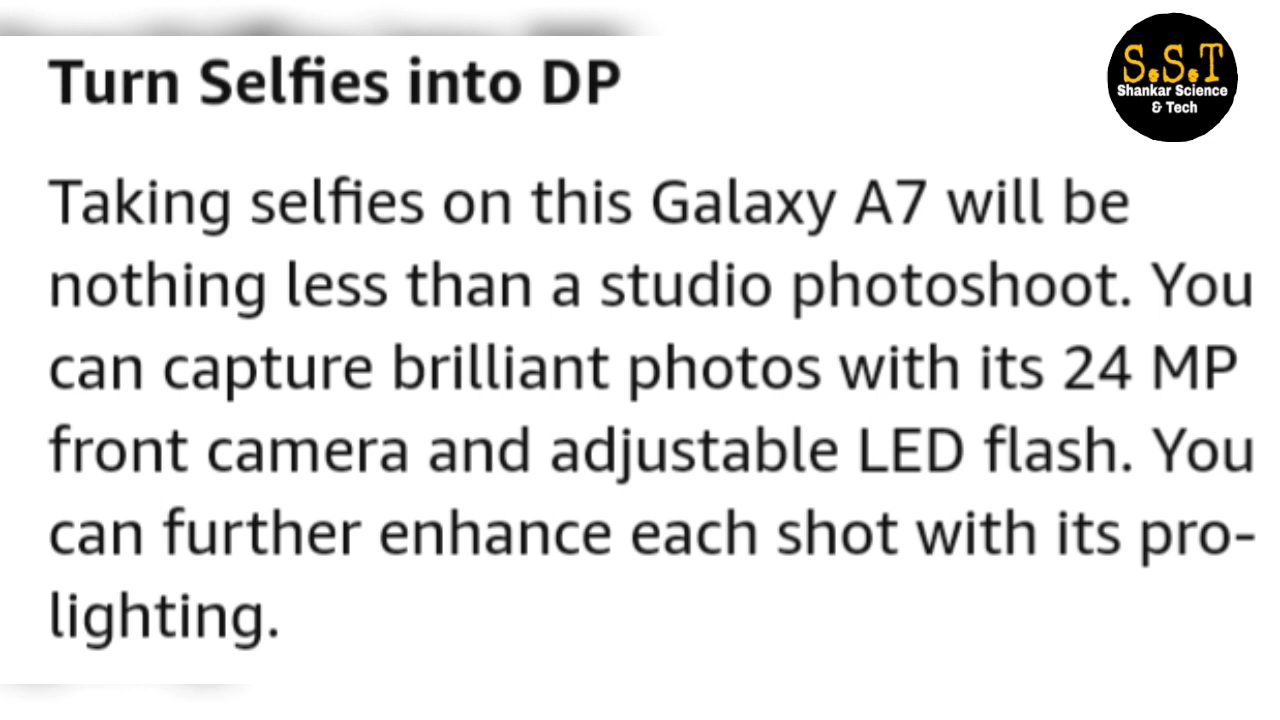 Turn Selfies into DP
S.S.T
Shankar Science
& Tech
Taking selfies on this Galaxy A7 will be
nothing less than a studio photoshoot. You
can capture brilliant photos with its 24 MP
front camera and adjustable LED flash. You
can further enhance each shot with its pro-
lighting.